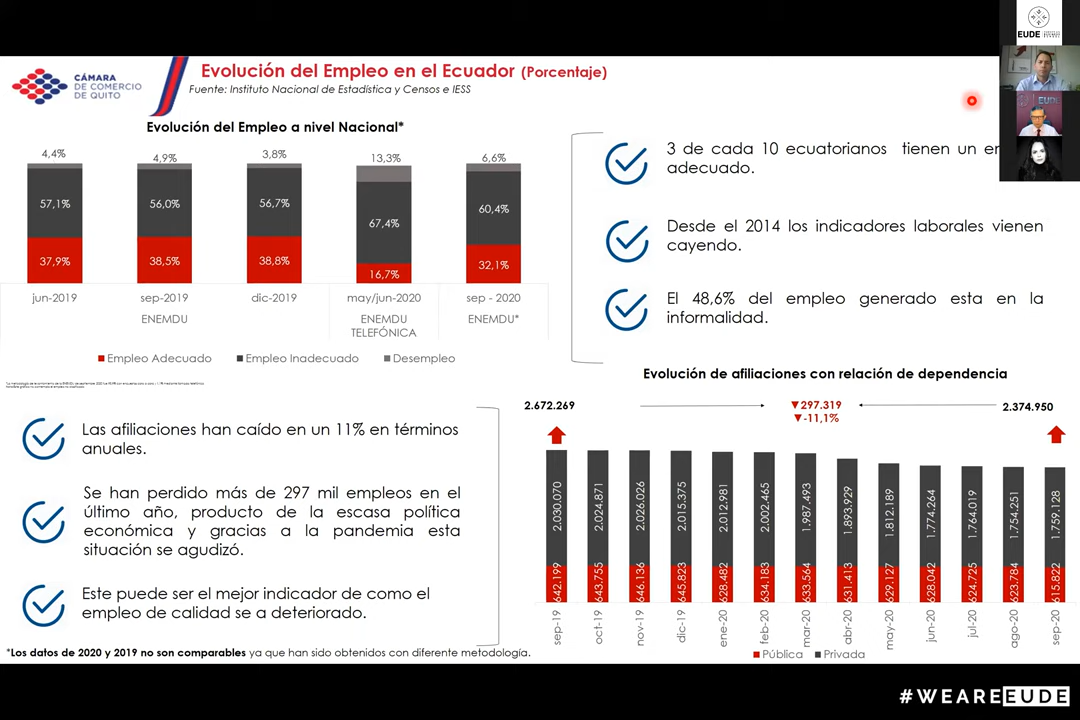 EUDE
CÁMARA
DE COMERCIO
DE QUITO
Evolución del Empleo en el Ecuador (Porcentaje)
Fuente: Instituto Nacional de Estadística y Censos e IESS
Evolución del Empleo a nivel Nacional*
4,4% 4,9% 3,8% 13,3% 6,6%
57,1% 56,0% 56,7% 67,4% 60,4%
37,9% 38,5% 38,8% 16,7% 32,1%
jun-2019 sep-2019 dic-2019 may/jun-2020 sep - 2020
ENEMDU ENEMDU ENEMDU*
TELEFÓNICA
Empleo Adecuado Empleo Inadecuado Desempleo
3 de cada 10 ecuatorianos tienen un
adecuado.
Desde el 2014 los indicadores laborales vienen
cayendo.
El 48,6% del empleo generado esta en la
informalidad.
Las afiliaciones han caído en un 11% en términos
anuales.
Se han perdido más de 297 mil empleos en el
último año, producto de la escasa política
económica y gracias a la pandemia esta
situación se agudizó.
Este puede ser el mejor indicador de como el
empleo de calidad se a deteriorado.
*Los datos de 2020 y 2019 no son comparables ya que han sido obtenidos con diferente metodología.
Evolución de afiliaciones con relación de dependencia
2.672.269 ▼297.319 2.374.950
▼-11,1%
2.030.070 2.024.871 2.026.026 2.015.375 2.012.981 2.002.465 1.987.493 1.893.929 1.812.189 1.774.264 1.764.019 1.754.251 1.759.128
642.199 643.755 646.136 645.823 628.482 634.183 633.564 631.413 629.127 628.042 624.725 623.784 615.822
sep-19 oct-19 nov-19 dic-19 ene-20 feb-20 mar-20 abr-20 may-20 jun-20 jul-20 ago-20 sep-20
Pública Privada
#WEAREEUDE